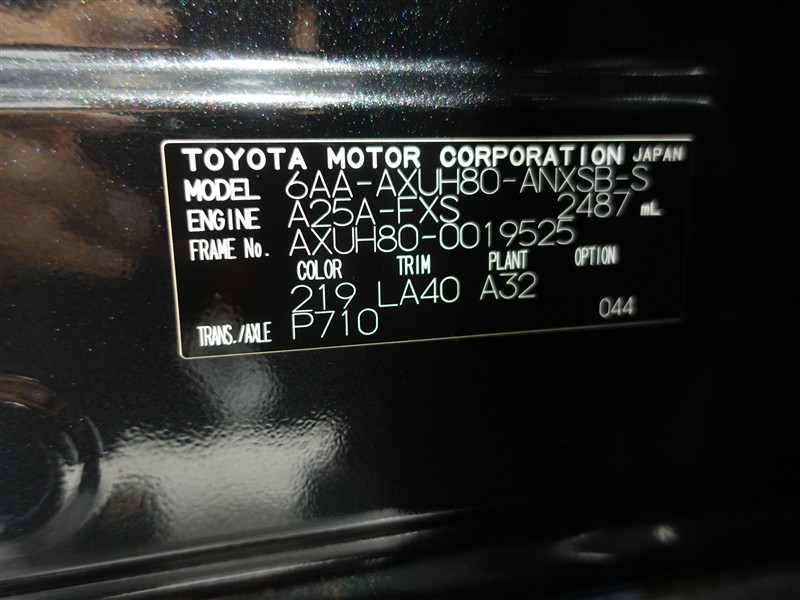 TOYOTA MOTOR CORPORATION JAPAN
MODEL 6AA-AXUH80-ANXSB-S
ENGINE A25A-FXS 2487 mL
FRAME No. AXUH80-0019525
COLOR TRIM PLANT OPTION
219 LA40 A32
TRANS./AXLE P710 044